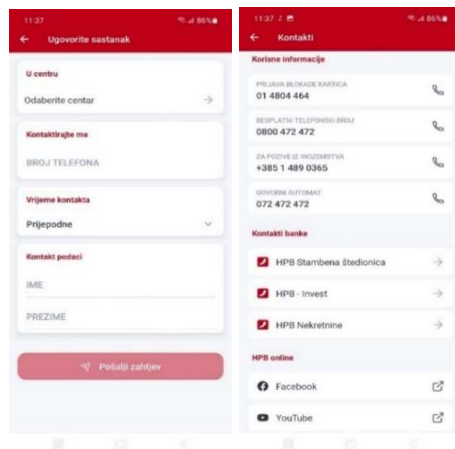 11:37
86%
Ugovorite sastanak
U centru
Odaberite centar
Kontaktirajte me
BROJ TELEFONA
Vrijeme kontakta
Prijepodne
Kontakt podaci
IME
PREZIME
Pošalji zahtjev
11:37
86%
Kontakti
Korisne informacije
PRIJAVA BLOKADE KARTICA
01 4804 464
BESPLATNI TELEFONSKI BROJ
0800 472 472
ZA POZIVE IZ INOZEMSTVA
+385 1 489 0365
GOVORNI AUTOMAT
072 472 472
Kontakti banke
HPB Stambena štedionica
HPB - Invest
HPB Nekretnine
HPB online
Facebook
YouTube